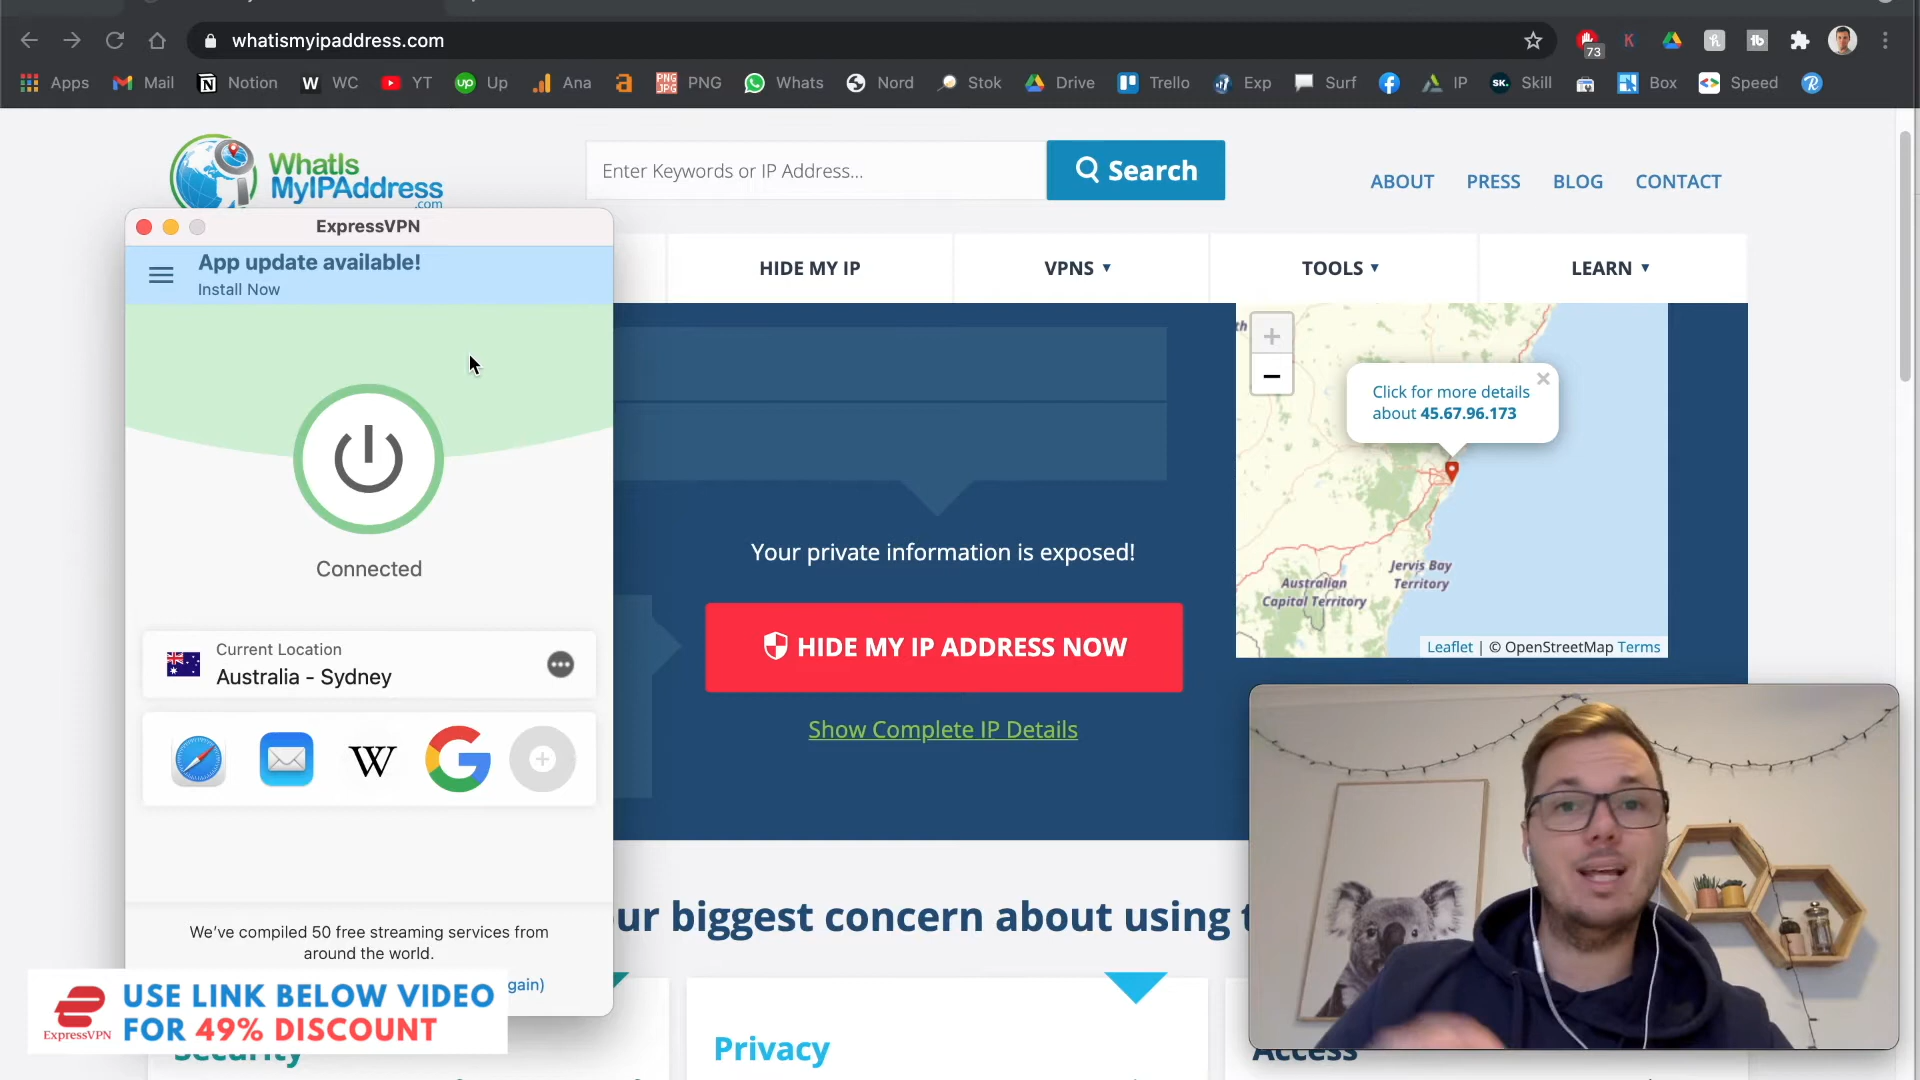 whatismyipaddress.com
73
Apps
Mail
Notion
WC
YT
Up
Ana
PNG
Whats
Nord
Stok
Drive
Trello
Exp
Surf
IP
Skill
Box
Speed
WhatIs
MyIPAddress
.com
Enter Keywords or IP Address...
Search
ABOUT
PRESS
BLOG
CONTACT
HIDE MY IP
VPNS
TOOLS
LEARN
ExpressVPN
App update available!
Install Now
Connected
Current Location
Australia - Sydney
We've compiled 50 free streaming services from
around the world.
gain)
USE LINK BELOW VIDEO
FOR 49% DISCOUNT
ExpressVPN
Your private information is exposed!
HIDE MY IP ADDRESS NOW
Show Complete IP Details
Click for more details
about 45.67.96.173
Jervis Bay
Territory
Australian
Capital Territory
Leaflet | © OpenStreetMap Terms
ur biggest concern about using t
Security
Privacy
Access